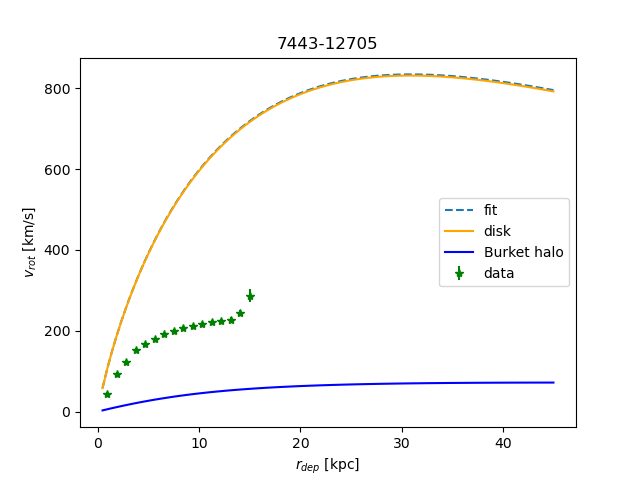 7443-12705
800
600
400
200
0
v_rot [km/s]
fit
disk
Burket halo
data
0 10 20 30 40
r_dep [kpc]